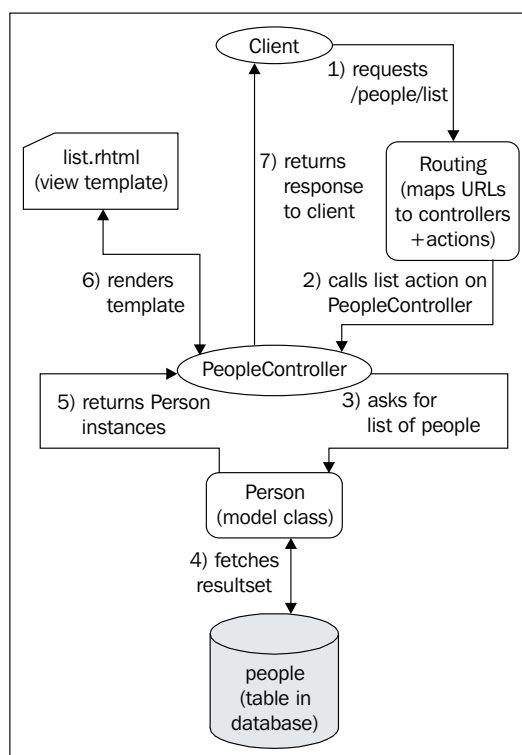 Client
1) requests
/people/list
list.rhtml
(view template)
7) returns
response
to client
Routing
(maps URLs
to controllers
+actions)
6) renders
template
2) calls list action on
PeopleController
PeopleController
5) returns Person
instances
3) asks for
list of people
Person
(model class)
4) fetches
resultset
people
(table in
database)